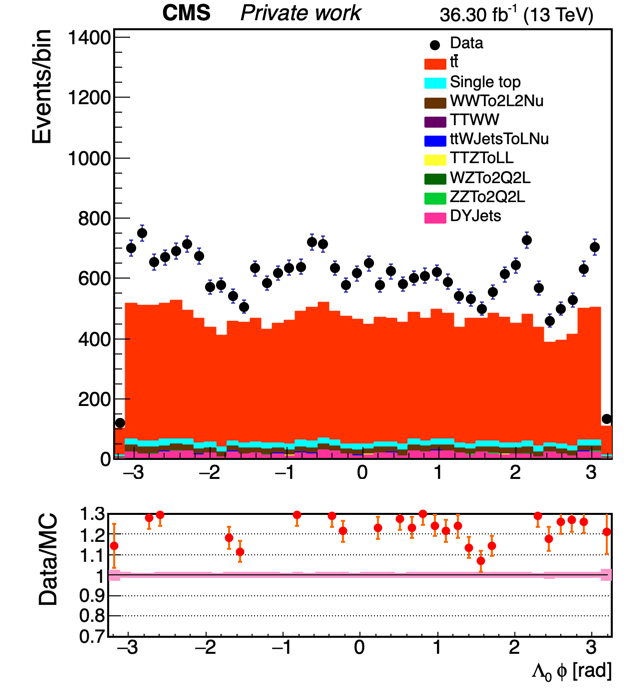 CMS Private work 36.30 fb⁻¹ (13 TeV)
Events/bin
1400
1200
1000
800
600
400
200
0
Data
tt̄
Single top
WWTo2L2Nu
TTWW
ttWJetsToLNu
TTZToLL
WZTo2Q2L
ZZTo2Q2L
DYJets
−3 −2 −1 0 1 2 3
Data/MC
1.3
1.2
1.1
1
0.9
0.8
0.7
−3 −2 −1 0 1 2 3
Λ₀ ϕ [rad]